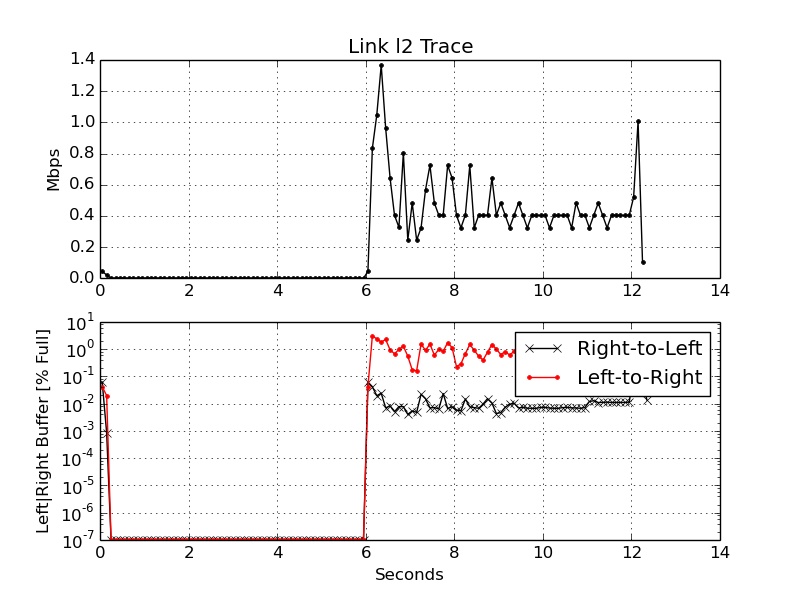 Link l2 Trace
1.4
1.2
1.0
0.8
0.6
0.4
0.2
0.0
Mbps
0 2 4 6 8 10 12 14
10^1
10^0
10^-1
10^-2
10^-3
10^-4
10^-5
10^-6
10^-7
Left|Right Buffer [% Full]
Right-to-Left
Left-to-Right
0 2 4 6 8 10 12 14
Seconds